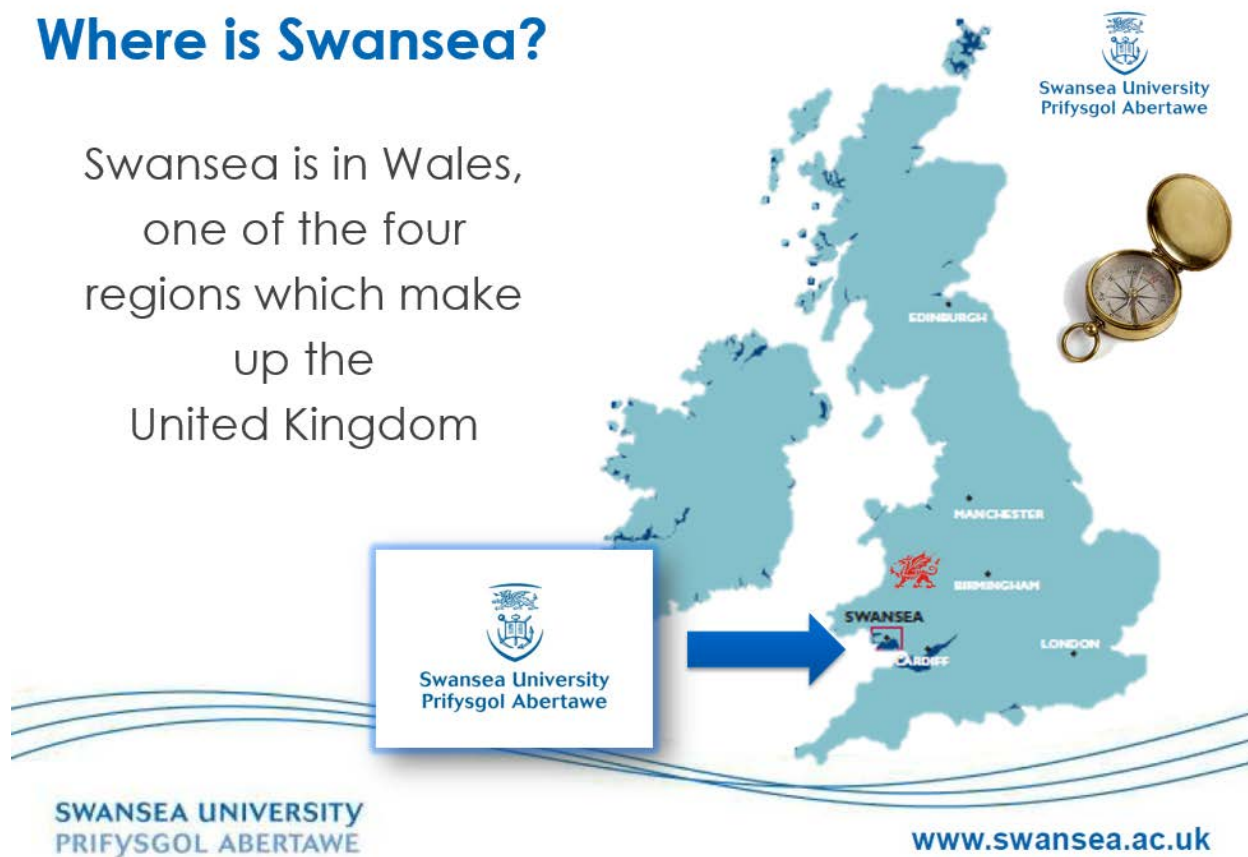 Where is Swansea?
Swansea University
Prifysgol Abertawe
Swansea is in Wales,
one of the four
regions which make
up the
United Kingdom
EDINBURGH
MANCHESTER
BIRMINGHAM
SWANSEA
CARDIFF
LONDON
Swansea University
Prifysgol Abertawe
SWANSEA UNIVERSITY
PRIFYSGOL ABERTAWE
www.swansea.ac.uk